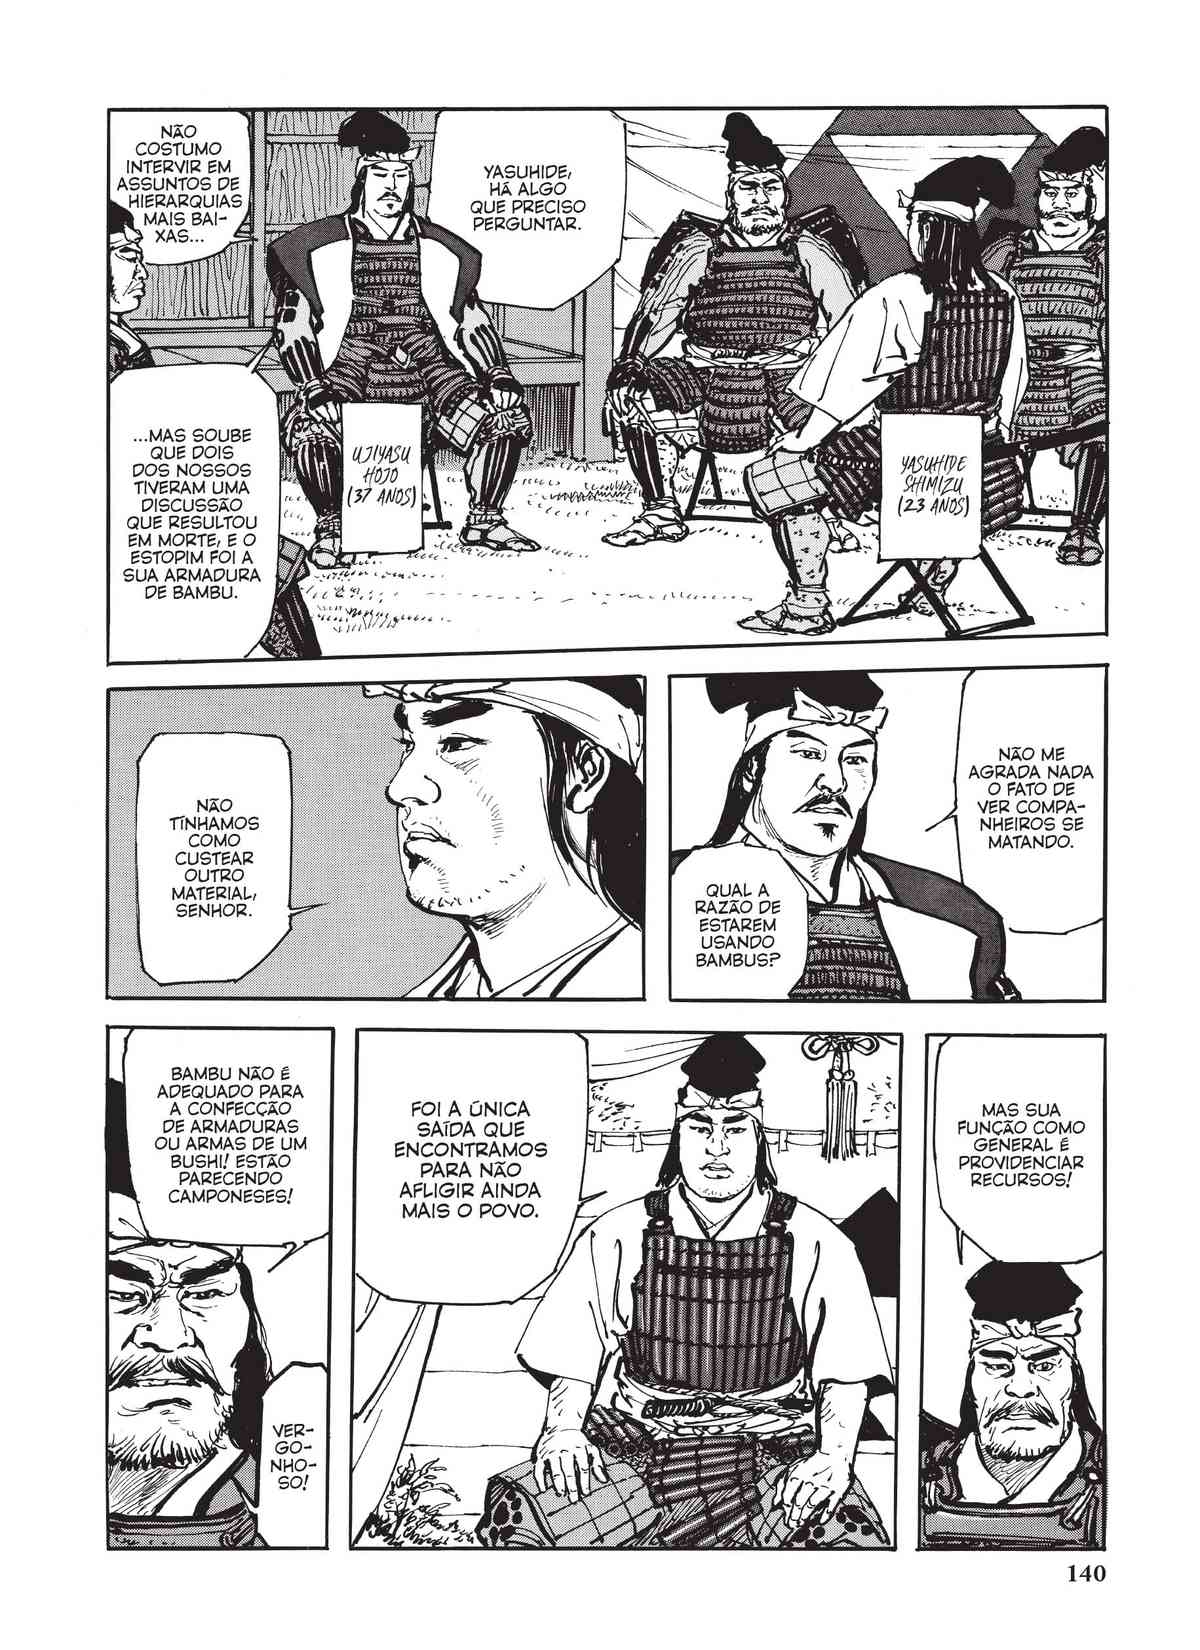 YASUHIDE,
HÁ ALGO
QUE PRECISO
PERGUNTAR.
NÃO
COSTUMO
INTERVIR EM
ASSUNTOS DE
HIERARQUIAS
MAIS BAI-
XAS...
...MAS SOUBE
QUE DOIS
DOS NOSSOS
TIVERAM UMA
DISCUSSÃO
QUE RESULTOU
EM MORTE, E O
ESTOPIM FOI A
SUA ARMADURA
DE BAMBU.
YASUHIDE
SHIMIZU
(23 ANOS)
UJIYASU
HOJO
(37 ANOS)
NÃO ME
AGRADA NADA
O FATO DE
VER COMPA-
NHEIROS SE
MATANDO.
QUAL A
RAZÃO DE
ESTAREM
USANDO
BAMBUS?
NÃO
TÍNHAMOS
COMO
CUSTEAR
OUTRO
MATERIAL,
SENHOR.
MAS SUA
FUNÇÃO COMO
GENERAL É
PROVIDENCIAR
RECURSOS!
FOI A ÚNICA
SAÍDA QUE
ENCONTRAMOS
PARA NÃO
AFLIGIR AINDA
MAIS O POVO.
BAMBU NÃO É
ADEQUADO PARA
A CONFECÇÃO
DE ARMADURAS
OU ARMAS DE UM
BUSHI! ESTÃO
PARECENDO
CAMPONESES!
VER-
GO-
NHO-
SO!
140